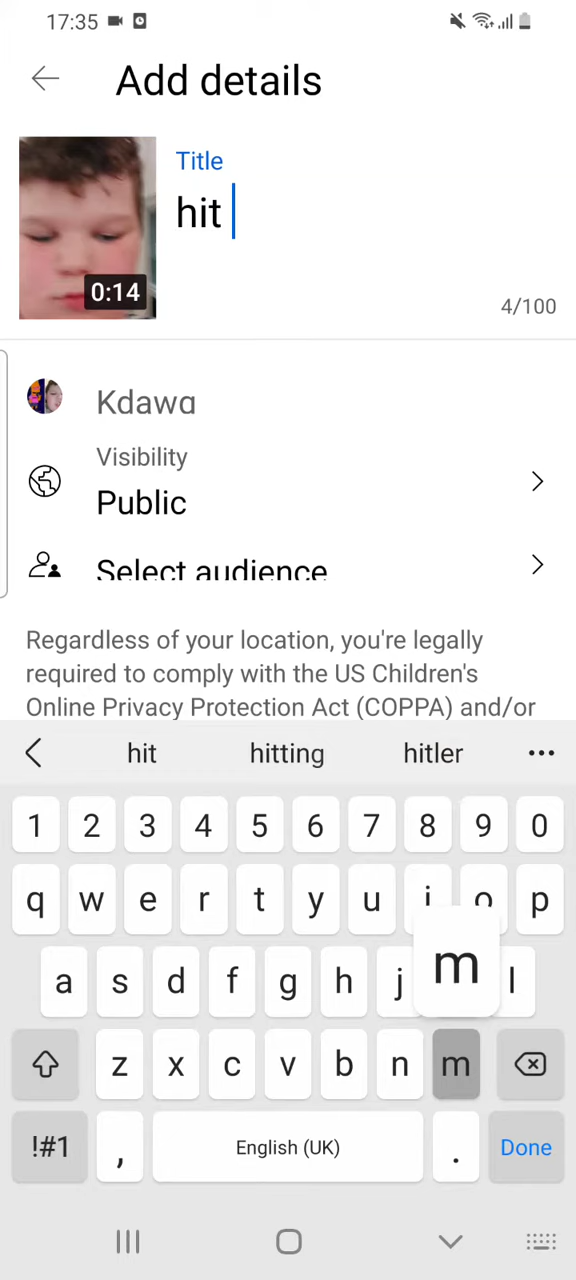 17:35
Add details
Title
hit
0:14
4/100
Kdawg
Visibility
Public
Select audience
Regardless of your location, you're legally
required to comply with the US Children's
Online Privacy Protection Act (COPPA) and/or
hit hitting hitler
1 2 3 4 5 6 7 8 9 0
q w e r t y u i o p
a s d f g h j m l
z x c v b n m
!#1 , English (UK) . Done